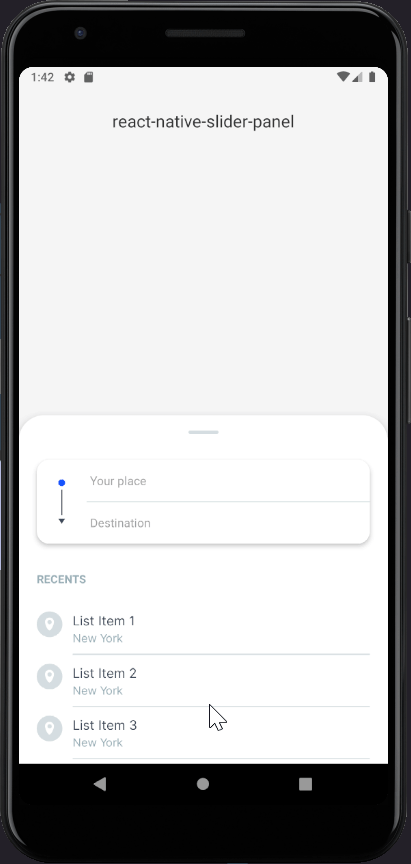 1:42
react-native-slider-panel
Your place
Destination
RECENTS
List Item 1
New York
List Item 2
New York
List Item 3
New York